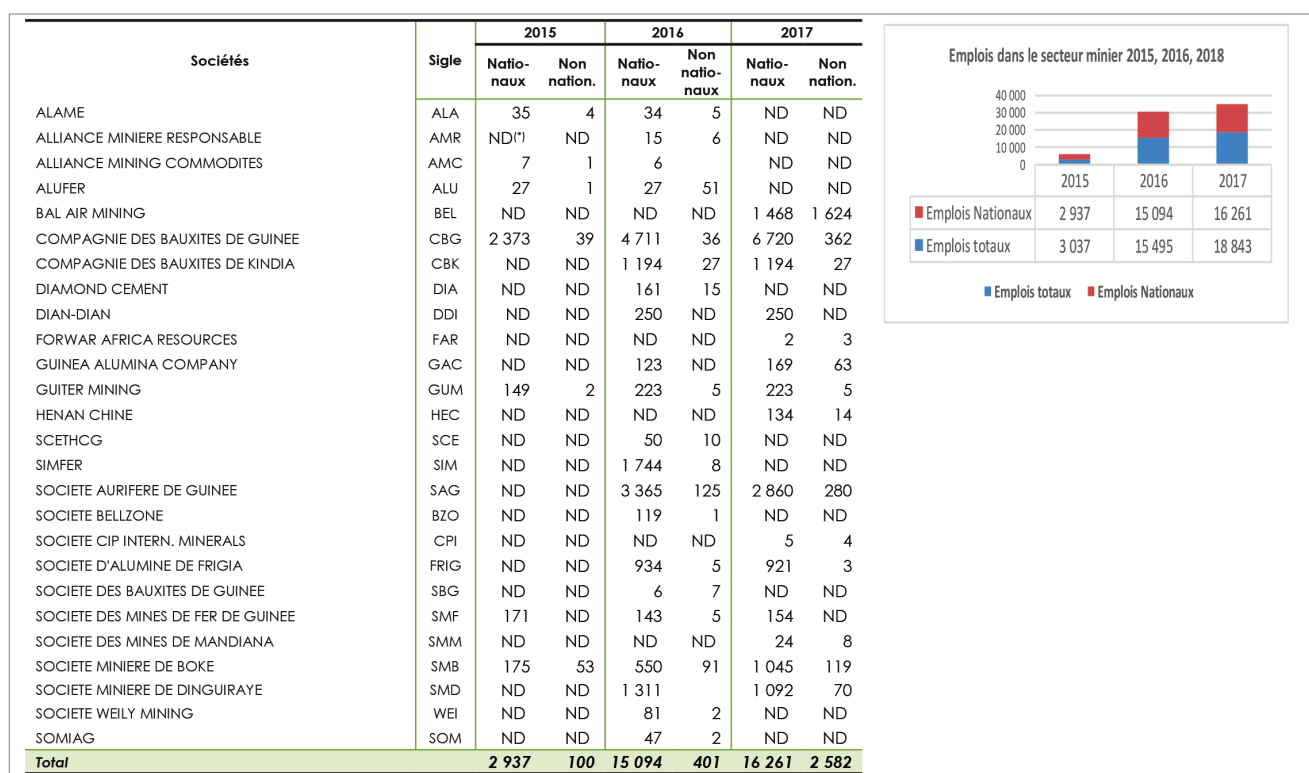 Sociétés Sigle 2015 2016 2017
Natio-naux Non nation. Natio-naux Non natio-naux Natio-naux Non nation.
ALAME ALA 35 4 34 5 ND ND
ALLIANCE MINIERE RESPONSABLE AMR ND(*) ND 15 6 ND ND
ALLIANCE MINING COMMODITES AMC 7 1 6 ND ND
ALUFER ALU 27 1 27 51 ND ND
BAL AIR MINING BEL ND ND ND ND 1 468 1 624
COMPAGNIE DES BAUXITES DE GUINEE CBG 2 373 39 4 711 36 6 720 362
COMPAGNIE DES BAUXITES DE KINDIA CBK ND ND 1 194 27 1 194 27
DIAMOND CEMENT DIA ND ND 161 15 ND ND
DIAN-DIAN DDI ND ND 250 ND 250 ND
FORWAR AFRICA RESOURCES FAR ND ND ND ND 2 3
GUINEA ALUMINA COMPANY GAC ND ND 123 ND 169 63
GUITER MINING GUM 149 2 223 5 223 5
HENAN CHINE HEC ND ND ND ND 134 14
SCETHCG SCE ND ND 50 10 ND ND
SIMFER SIM ND ND 1 744 8 ND ND
SOCIETE AURIFERE DE GUINEE SAG ND ND 3 365 125 2 860 280
SOCIETE BELLZONE BZO ND ND 119 1 ND ND
SOCIETE CIP INTERN. MINERALS CPI ND ND ND ND 5 4
SOCIETE D'ALUMINE DE FRIGIA FRIG ND ND 934 5 921 3
SOCIETE DES BAUXITES DE GUINEE SBG ND ND 6 7 ND ND
SOCIETE DES MINES DE FER DE GUINEE SMF 171 ND 143 5 154 ND
SOCIETE DES MINES DE MANDIANA SMM ND ND ND ND 24 8
SOCIETE MINIERE DE BOKE SMB 175 53 550 91 1 045 119
SOCIETE MINIERE DE DINGUIRAYE SMD ND ND 1 311 1 092 70
SOCIETE WEILY MINING WEI ND ND 81 2 ND ND
SOMIAG SOM ND ND 47 2 ND ND
Total 2 937 100 15 094 401 16 261 2 582
Emplois dans le secteur minier 2015, 2016, 2018
40 000
30 000
20 000
10 000
0
2015 2016 2017
Emplois Nationaux 2 937 15 094 16 261
Emplois totaux 3 037 15 495 18 843
Emplois totaux Emplois Nationaux